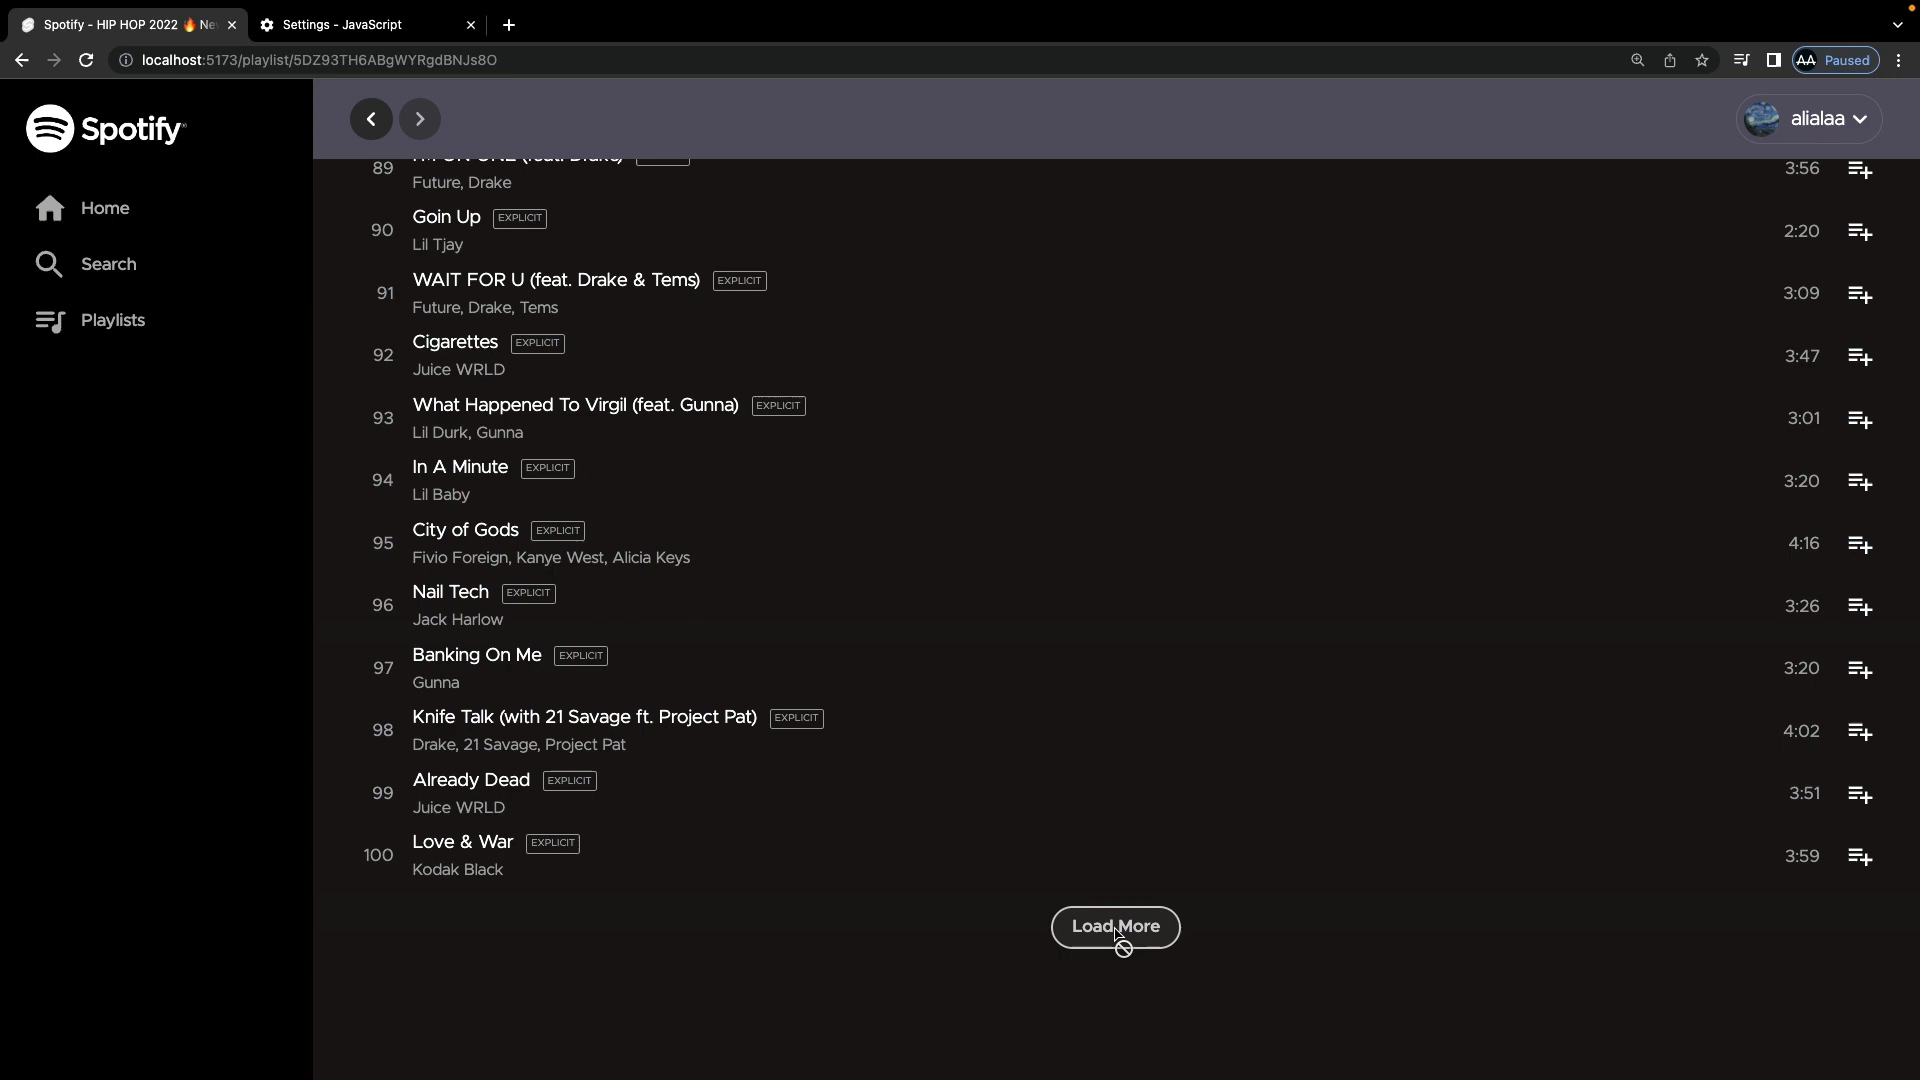 Spotify - HIP HOP 2022 🔥 Ne
Settings - JavaScript
localhost:5173/playlist/5DZ93TH6ABgWYRgdBNJs8O
AA Paused
Spotify
alialaa
Home
Search
Playlists
89 3:56
Future, Drake
90 Goin Up EXPLICIT 2:20
Lil Tjay
91 WAIT FOR U (feat. Drake & Tems) EXPLICIT 3:09
Future, Drake, Tems
92 Cigarettes EXPLICIT 3:47
Juice WRLD
93 What Happened To Virgil (feat. Gunna) EXPLICIT 3:01
Lil Durk, Gunna
94 In A Minute EXPLICIT 3:20
Lil Baby
95 City of Gods EXPLICIT 4:16
Fivio Foreign, Kanye West, Alicia Keys
96 Nail Tech EXPLICIT 3:26
Jack Harlow
97 Banking On Me EXPLICIT 3:20
Gunna
98 Knife Talk (with 21 Savage ft. Project Pat) EXPLICIT 4:02
Drake, 21 Savage, Project Pat
99 Already Dead EXPLICIT 3:51
Juice WRLD
100 Love & War EXPLICIT 3:59
Kodak Black
Load More